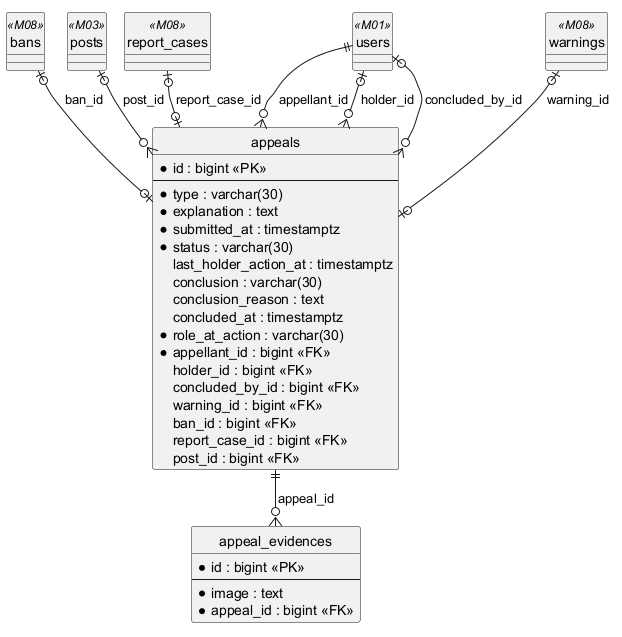 «M08»
bans
«M03»
posts
«M08»
report_cases
«M01»
users
«M08»
warnings
ban_id
post_id
report_case_id
appellant_id
holder_id
concluded_by_id
warning_id
appeals
id : bigint «PK»
type : varchar(30)
explanation : text
submitted_at : timestamptz
status : varchar(30)
last_holder_action_at : timestamptz
conclusion : varchar(30)
conclusion_reason : text
concluded_at : timestamptz
role_at_action : varchar(30)
appellant_id : bigint «FK»
holder_id : bigint «FK»
concluded_by_id : bigint «FK»
warning_id : bigint «FK»
ban_id : bigint «FK»
report_case_id : bigint «FK»
post_id : bigint «FK»
appeal_id
appeal_evidences
id : bigint «PK»
image : text
appeal_id : bigint «FK»